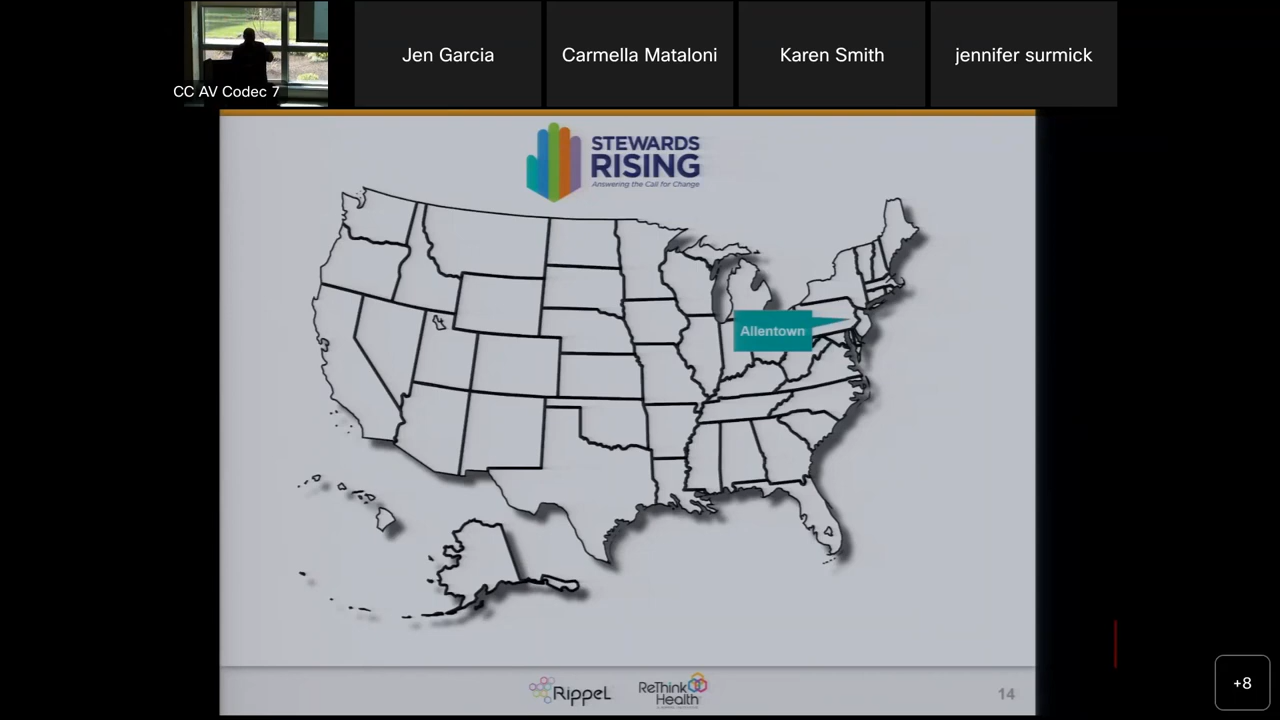 CC AV Codec 7
Jen Garcia
Carmella Mataloni
Karen Smith
jennifer surmick
STEWARDS
RISING
Answering the Call for Change
Allentown
Rippel
ReThink
Health
14
+8